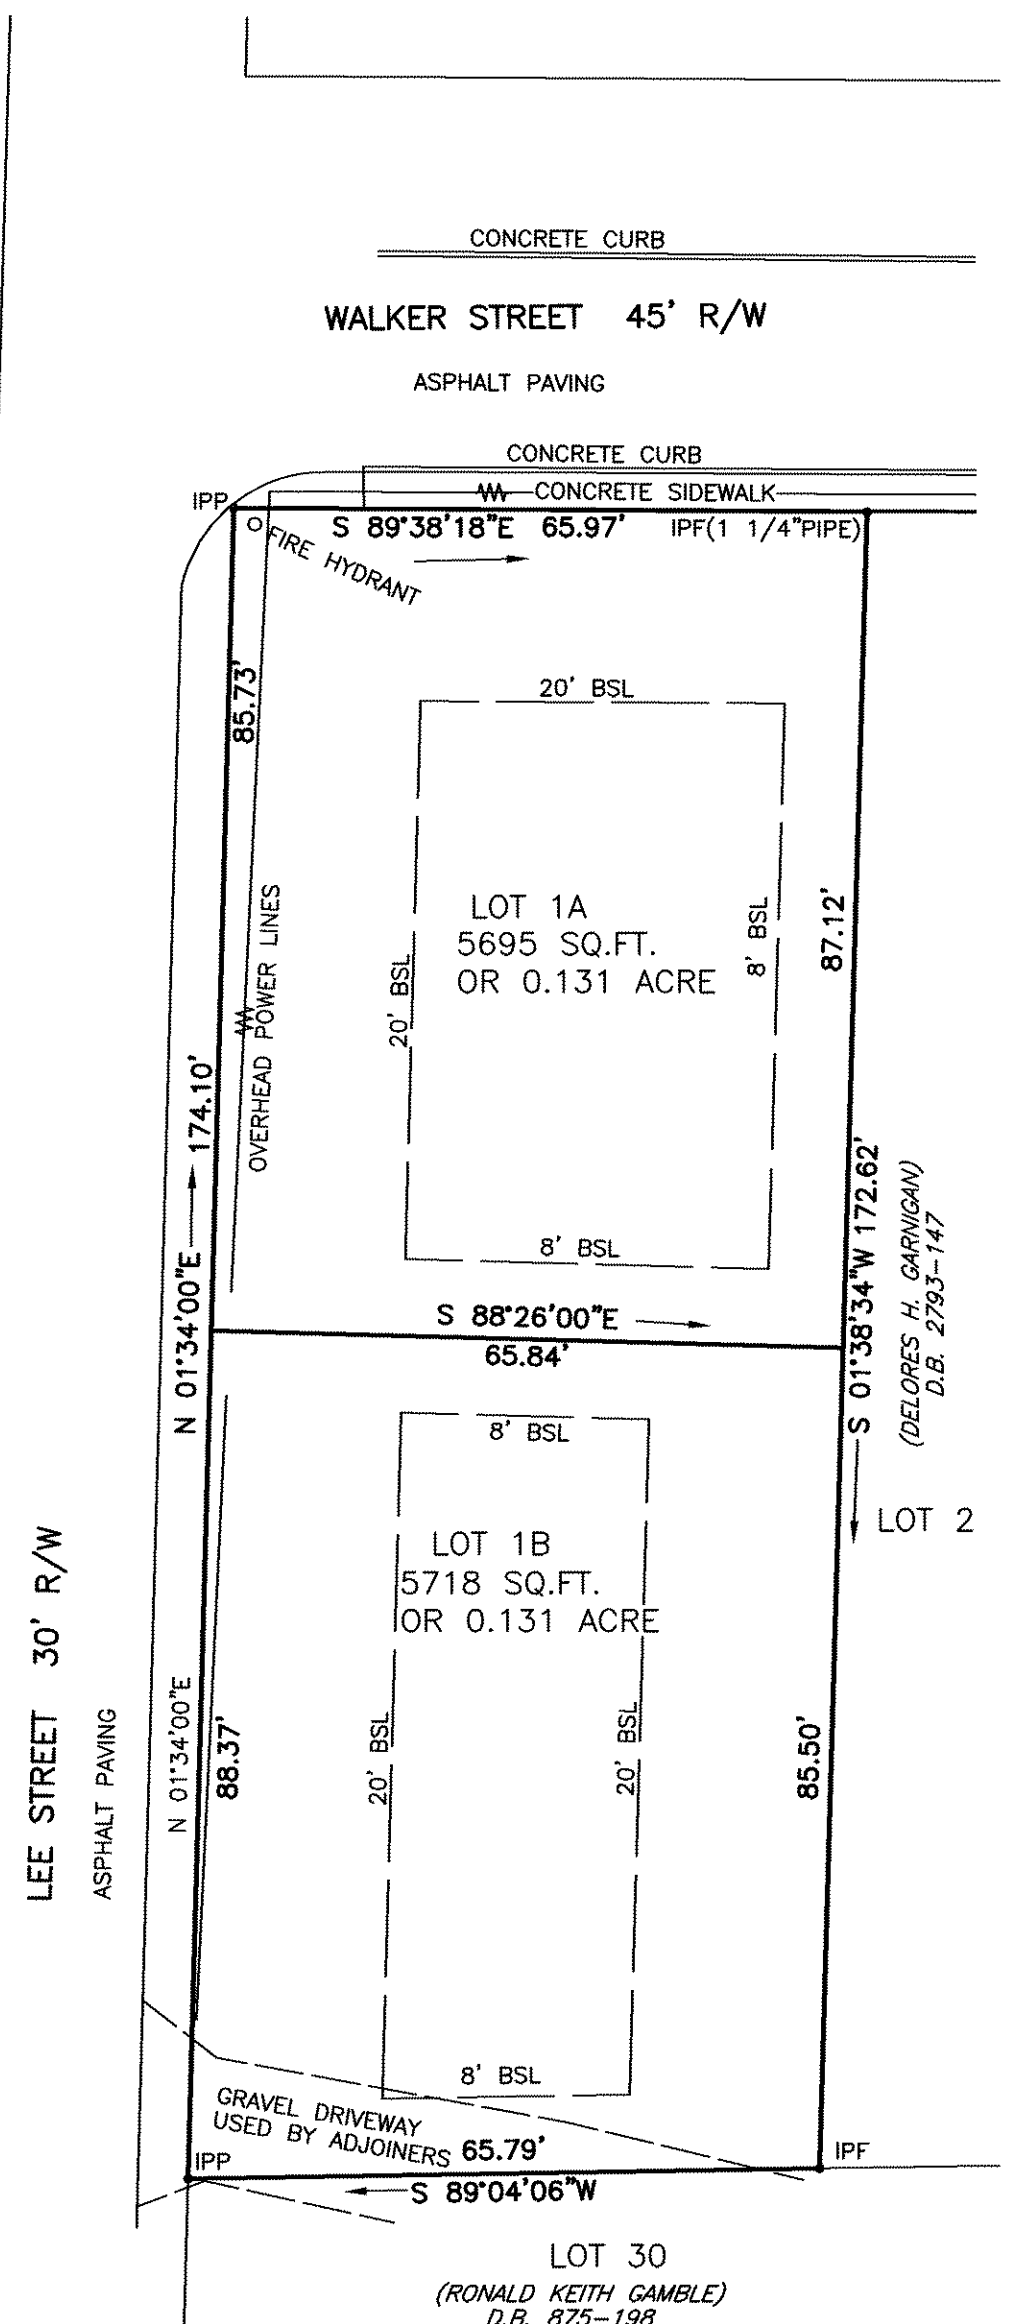 CONCRETE CURB
WALKER STREET 45' R/W
ASPHALT PAVING
CONCRETE CURB
CONCRETE SIDEWALK
IPP
S 89°38'18"E 65.97'
IPF(1 1/4"PIPE)
FIRE HYDRANT
85.73'
20' BSL
LOT 1A
5695 SQ.FT.
OR 0.131 ACRE
20' BSL
8' BSL
87.12'
OVERHEAD POWER LINES
N 01°34'00"E 174.10'
8' BSL
S 88°26'00"E
65.84'
S 01°38'34"W 172.62'
(DELORES H. GARNIGAN)
D.B. 2793-147
8' BSL
LOT 2
LOT 1B
5718 SQ.FT.
OR 0.131 ACRE
LEE STREET 30' R/W
ASPHALT PAVING
N 01°34'00"E
88.37'
20' BSL
20' BSL
85.50'
8' BSL
GRAVEL DRIVEWAY
USED BY ADJOINERS
65.79'
IPP
IPF
S 89°04'06"W
LOT 30
(RONALD KEITH GAMBLE)
D.B. 875-198